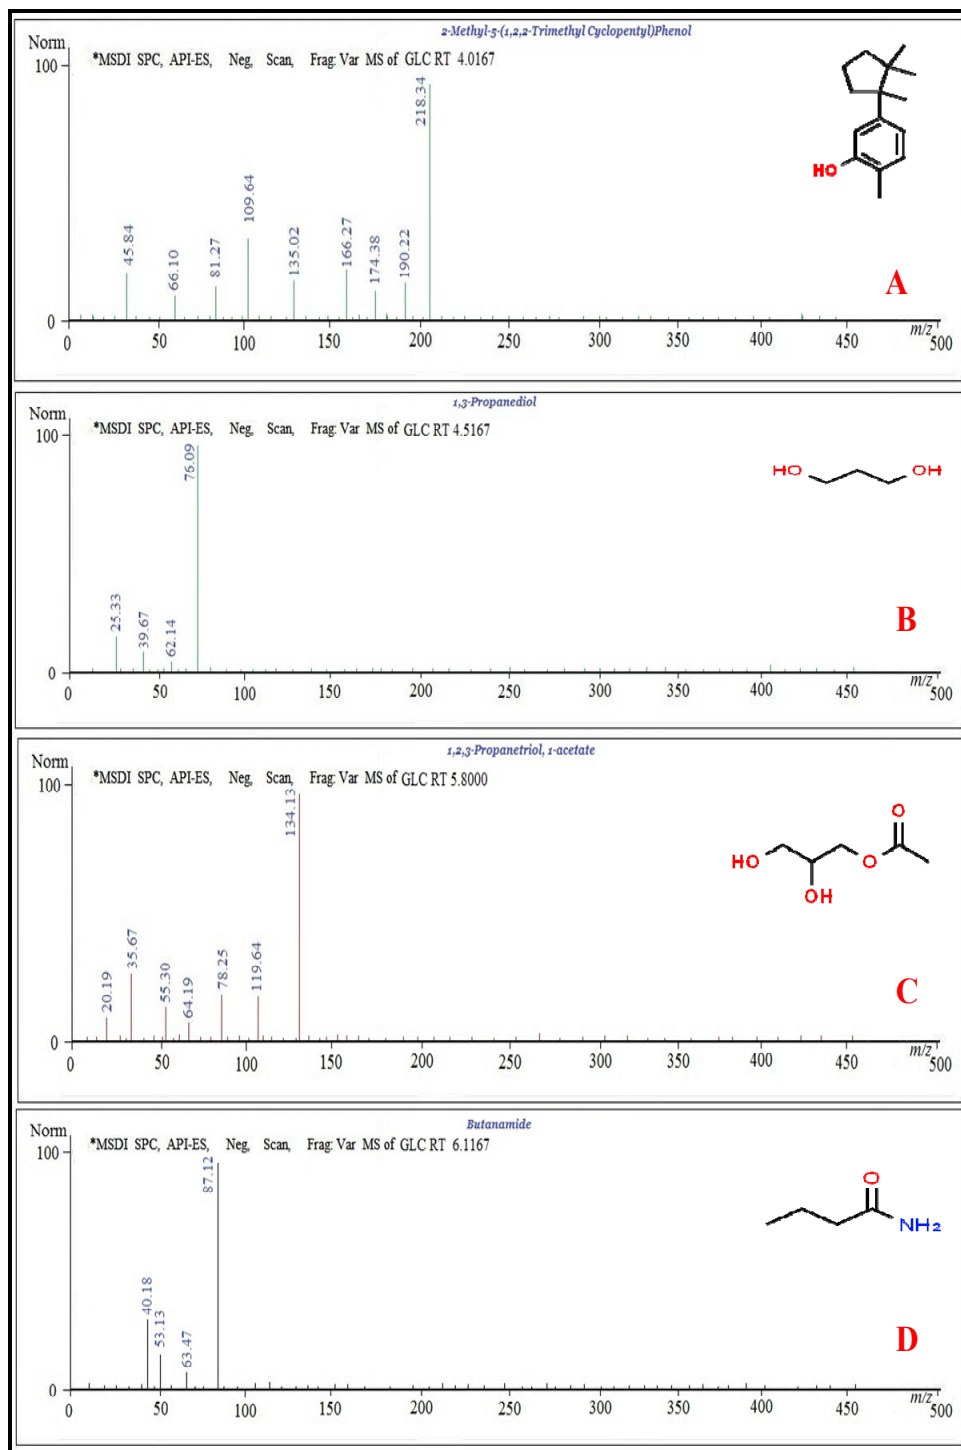 2-Methyl-5-(1,2,2-Trimethyl Cyclopentyl)Phenol
Norm
*MSDI SPC, API-ES, Neg, Scan, Frag: Var MS of GLC RT 4.0167
100
218.34
109.64
45.84
66.10
81.27
135.02
166.27
174.38
190.22
HO
A
0
m/z
0 50 100 150 200 250 300 350 400 450 500
1,3-Propanediol
Norm
*MSDI SPC, API-ES, Neg, Scan, Frag: Var MS of GLC RT 4.5167
100
76.09
HO OH
25.33
39.67
62.14
B
0
m/z
0 50 100 150 200 250 300 350 400 450 500
1,2,3-Propanetriol, 1-acetate
Norm
*MSDI SPC, API-ES, Neg, Scan, Frag: Var MS of GLC RT 5.8000
100
134.13
O
HO O
OH
20.19
35.67
55.30
64.19
78.25
119.64
C
0
m/z
0 50 100 150 200 250 300 350 400 450 500
Butanamide
Norm
*MSDI SPC, API-ES, Neg, Scan, Frag: Var MS of GLC RT 6.1167
100
87.12
O
NH2
40.18
53.13
63.47
D
0
m/z
0 50 100 150 200 250 300 350 400 450 500